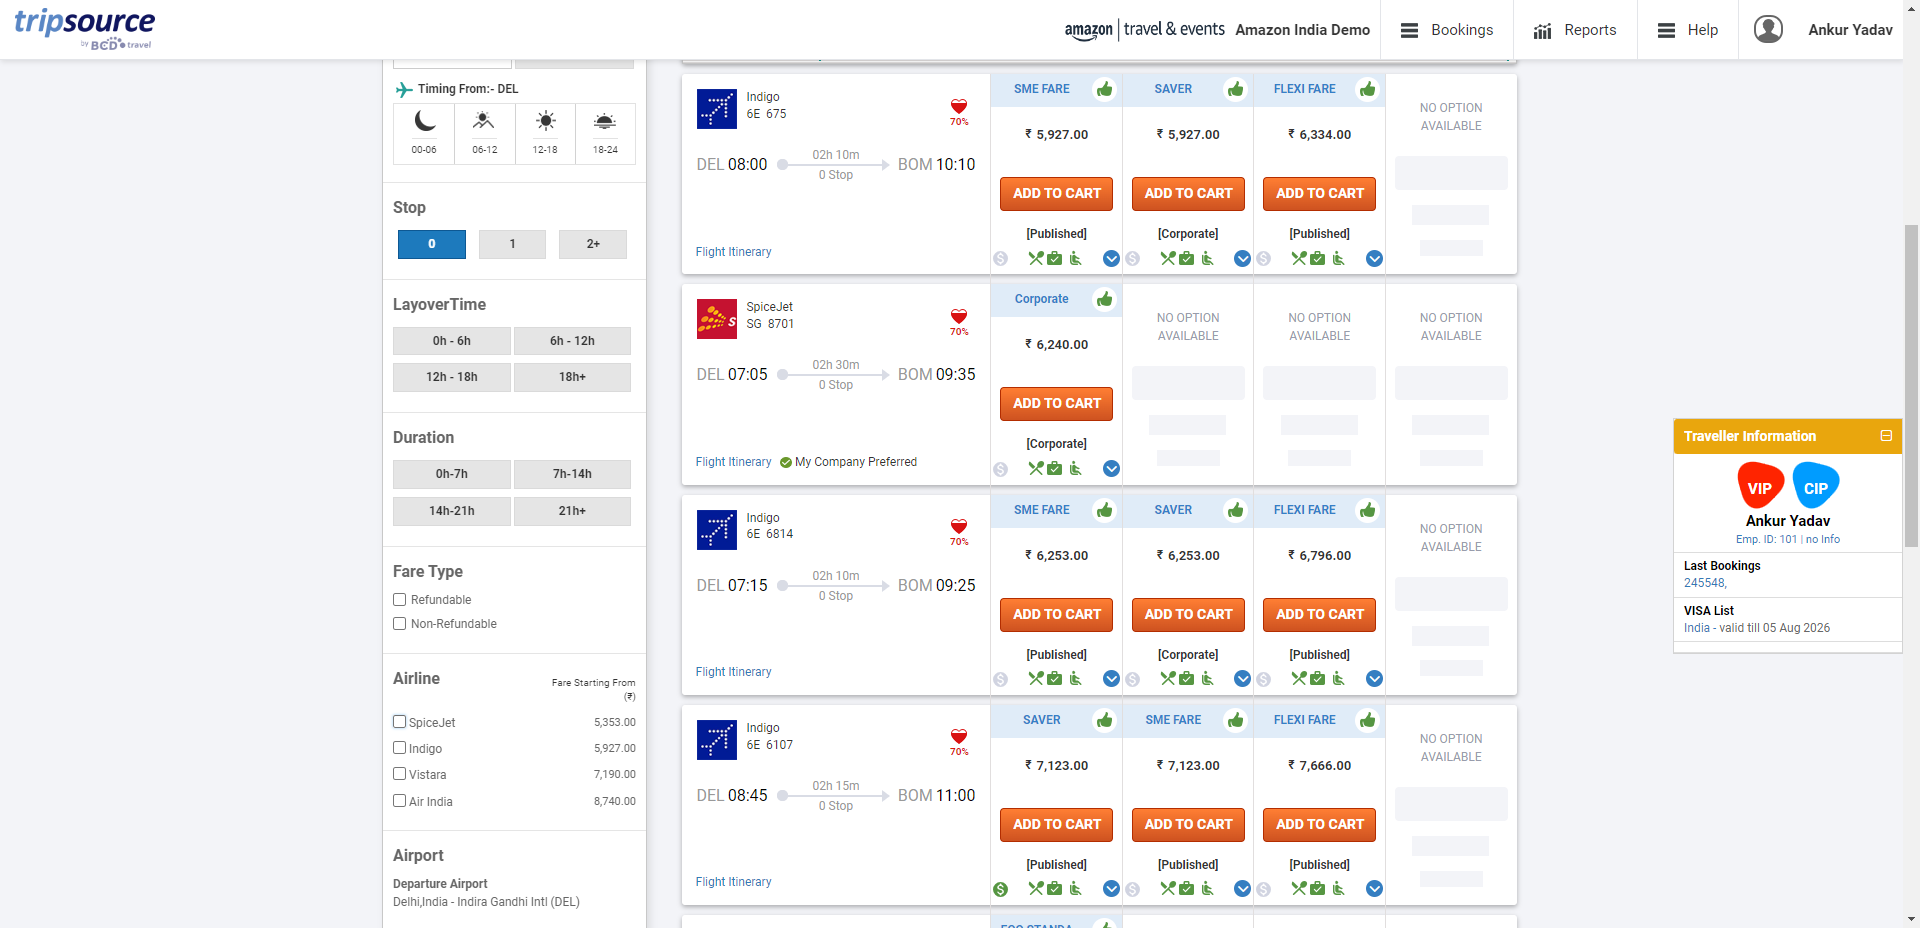 tripsource
by BCD travel
amazon travel & events Amazon India Demo
Bookings
Reports
Help
Ankur Yadav
Timing From:- DEL
00-06 06-12 12-18 18-24
Stop
0 1 2+
LayoverTime
0h - 6h 6h - 12h
12h - 18h 18h+
Duration
0h-7h 7h-14h
14h-21h 21h+
Fare Type
Refundable
Non-Refundable
Airline Fare Starting From
(₹)
SpiceJet 5,353.00
Indigo 5,927.00
Vistara 7,190.00
Air India 8,740.00
Airport
Departure Airport
Delhi,India - Indira Gandhi Intl (DEL)
Indigo
6E 675
70%
DEL 08:00 02h 10m BOM 10:10
0 Stop
Flight Itinerary
SME FARE
₹ 5,927.00
ADD TO CART
[Published]
SAVER
₹ 5,927.00
ADD TO CART
[Corporate]
FLEXI FARE
₹ 6,334.00
ADD TO CART
[Published]
NO OPTION
AVAILABLE
SpiceJet
SG 8701
70%
DEL 07:05 02h 30m BOM 09:35
0 Stop
Flight Itinerary My Company Preferred
Corporate
₹ 6,240.00
ADD TO CART
[Corporate]
NO OPTION
AVAILABLE
NO OPTION
AVAILABLE
NO OPTION
AVAILABLE
Indigo
6E 6814
70%
DEL 07:15 02h 10m BOM 09:25
0 Stop
Flight Itinerary
SME FARE
₹ 6,253.00
ADD TO CART
[Published]
SAVER
₹ 6,253.00
ADD TO CART
[Corporate]
FLEXI FARE
₹ 6,796.00
ADD TO CART
[Published]
NO OPTION
AVAILABLE
Indigo
6E 6107
70%
DEL 08:45 02h 15m BOM 11:00
0 Stop
Flight Itinerary
SAVER
₹ 7,123.00
ADD TO CART
[Published]
SME FARE
₹ 7,123.00
ADD TO CART
[Published]
FLEXI FARE
₹ 7,666.00
ADD TO CART
[Published]
NO OPTION
AVAILABLE
Traveller Information
VIP CIP
Ankur Yadav
Emp. ID: 101 | no Info
Last Bookings
245548,
VISA List
India - valid till 05 Aug 2026